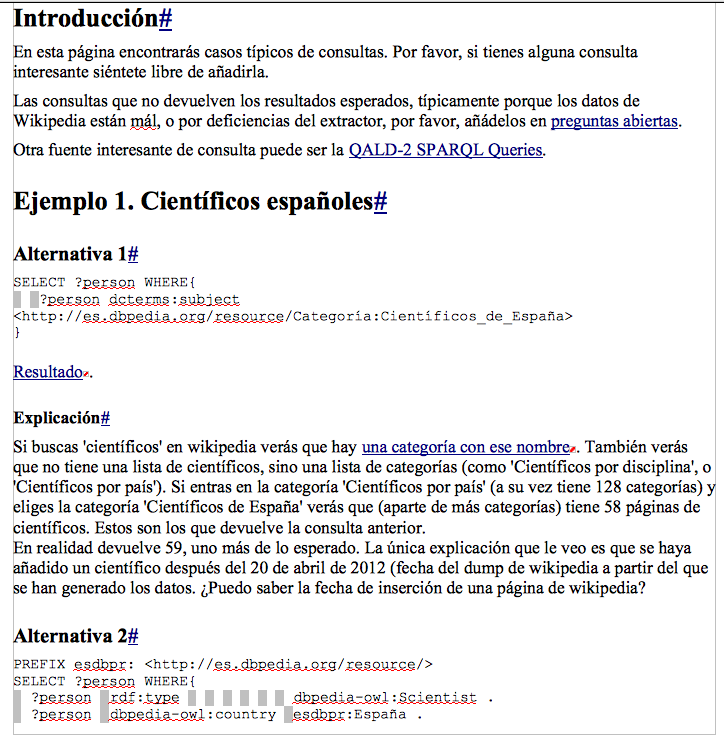 Introducción#
En esta página encontrarás casos típicos de consultas. Por favor, si tienes alguna consulta
interesante siéntete libre de añadirla.
Las consultas que no devuelven los resultados esperados, típicamente porque los datos de
Wikipedia están mál, o por deficiencias del extractor, por favor, añádelos en preguntas abiertas.
Otra fuente interesante de consulta puede ser la QALD-2 SPARQL Queries.
Ejemplo 1. Científicos españoles#
Alternativa 1#
SELECT ?person WHERE{
?person dcterms:subject
<http://es.dbpedia.org/resource/Categoría:Científicos_de_España>
}
Resultado.
Explicación#
Si buscas 'científicos' en wikipedia verás que hay una categoría con ese nombre. También verás
que no tiene una lista de científicos, sino una lista de categorías (como 'Científicos por disciplina', o
'Científicos por país'). Si entras en la categoría 'Científicos por país' (a su vez tiene 128 categorías) y
eliges la categoría 'Científicos de España' verás que (aparte de más categorías) tiene 58 páginas de
científicos. Estos son los que devuelve la consulta anterior.
En realidad devuelve 59, uno más de lo esperado. La única explicación que le veo es que se haya
añadido un científico después del 20 de abril de 2012 (fecha del dump de wikipedia a partir del que
se han generado los datos. ¿Puedo saber la fecha de inserción de una página de wikipedia?
Alternativa 2#
PREFIX esdbpr: <http://es.dbpedia.org/resource/>
SELECT ?person WHERE{
?person rdf:type dbpedia-owl:Scientist .
?person dbpedia-owl:country esdbpr:España .